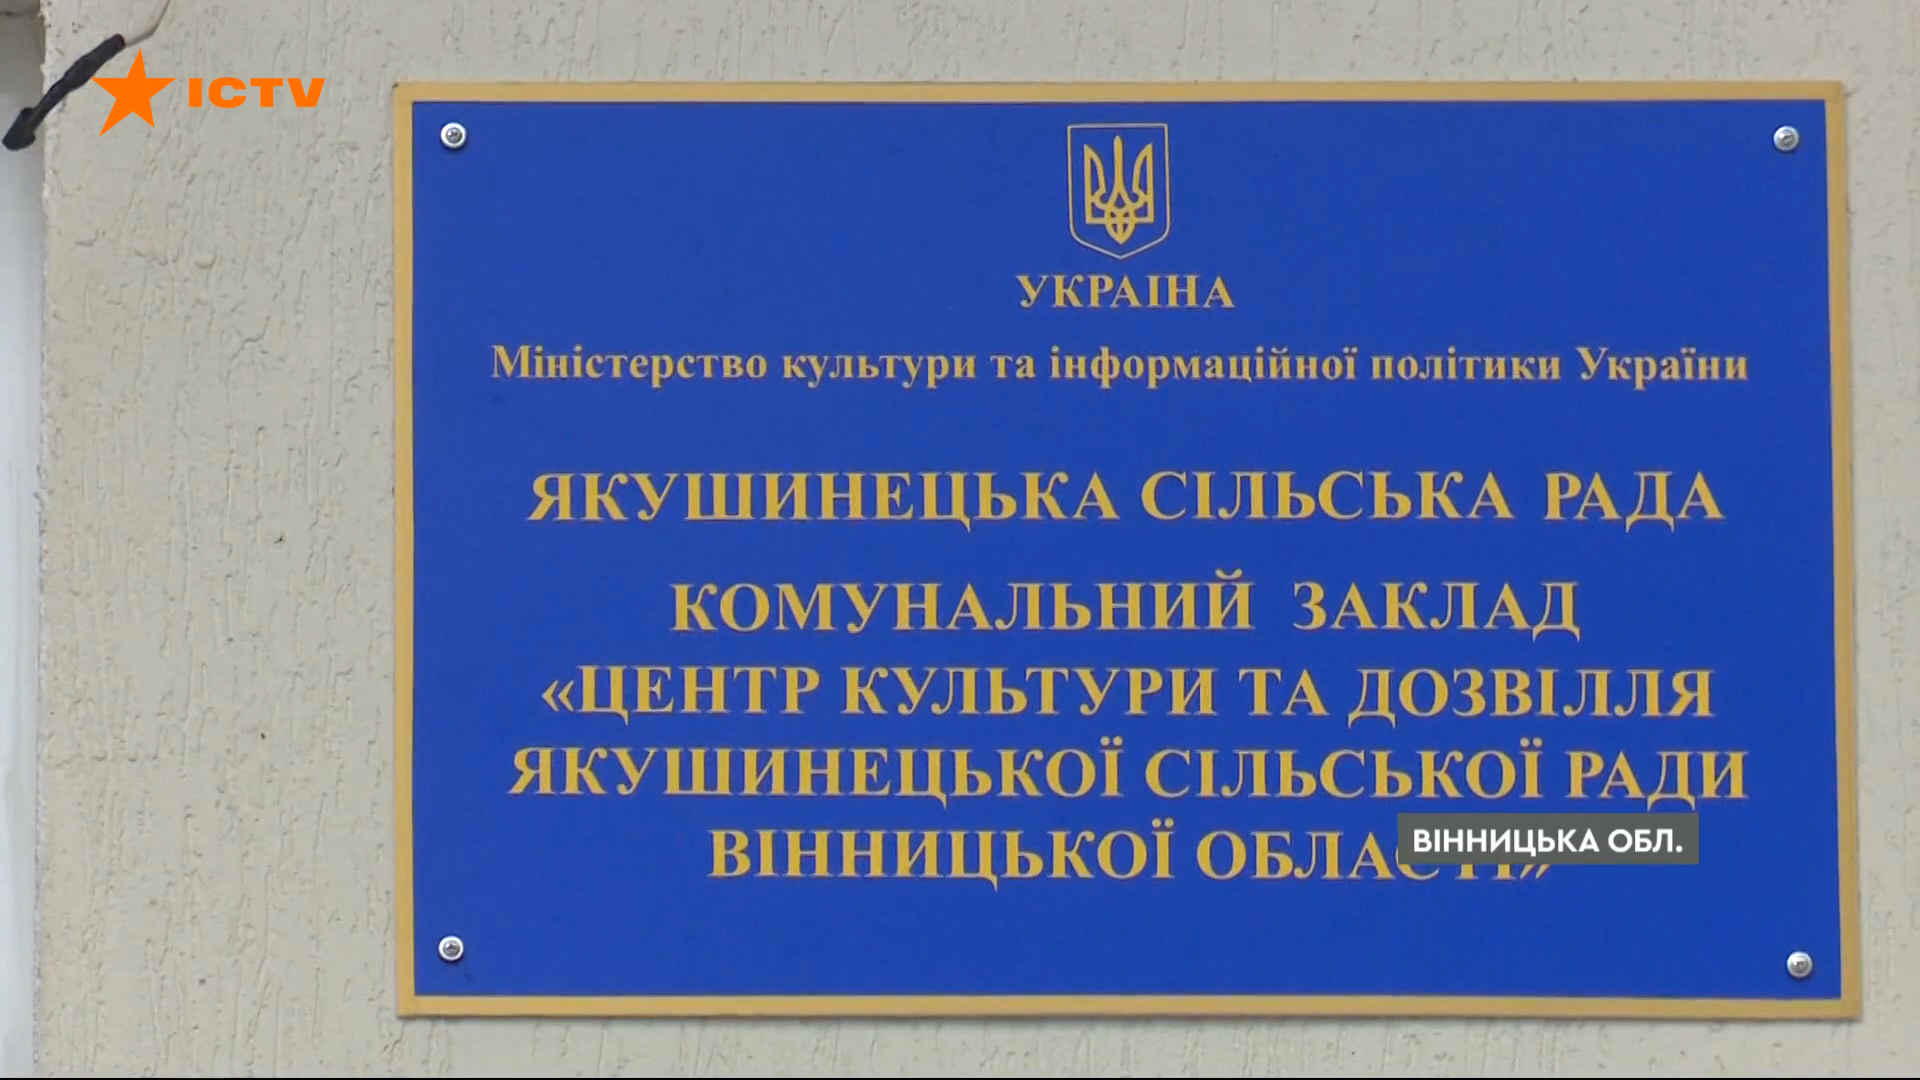 ICTV
УКРАЇНА
Міністерство культури та інформаційної політики України
ЯКУШИНЕЦЬКА СІЛЬСЬКА РАДА
КОМУНАЛЬНИЙ ЗАКЛАД
«ЦЕНТР КУЛЬТУРИ ТА ДОЗВІЛЛЯ
ЯКУШИНЕЦЬКОЇ СІЛЬСЬКОЇ РАДИ
ВІННИЦЬКОЇ ОБЛАСТІ»
ВІННИЦЬКА ОБЛ.